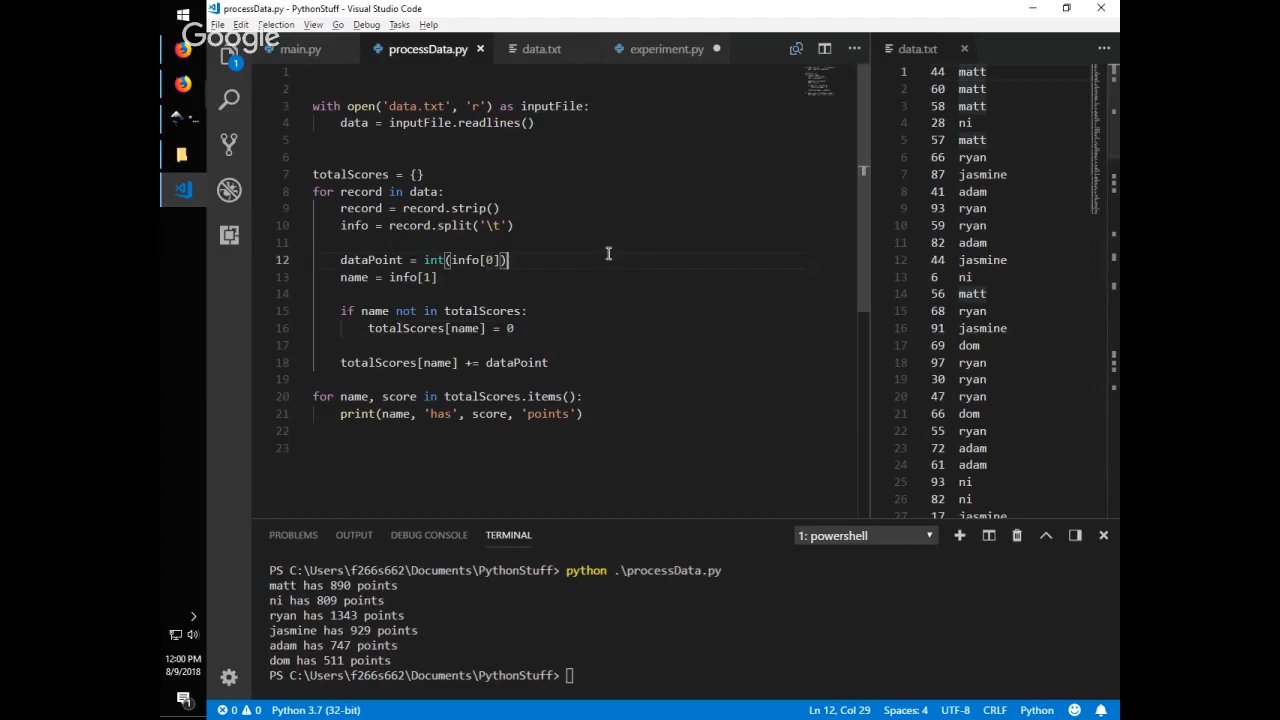 processData.py - PythonStuff - Visual Studio Code
File Edit Selection View Go Debug Tasks Help
Google
main.py processData.py data.txt experiment.py data.txt
1
1
2
3 with open('data.txt', 'r') as inputFile:
4 data = inputFile.readlines()
5
6
7 totalScores = {}
8 for record in data:
9 record = record.strip()
10 info = record.split('\t')
11
12 dataPoint = int(info[0])
13 name = info[1]
14
15 if name not in totalScores:
16 totalScores[name] = 0
17
18 totalScores[name] += dataPoint
19
20 for name, score in totalScores.items():
21 print(name, 'has', score, 'points')
22
23
1 44 matt
2 60 matt
3 58 matt
4 28 ni
5 57 matt
6 66 ryan
7 87 jasmine
8 41 adam
9 93 ryan
10 59 ryan
11 82 adam
12 44 jasmine
13 6 ni
14 56 matt
15 68 ryan
16 91 jasmine
17 69 dom
18 97 ryan
19 30 ryan
20 47 ryan
21 66 dom
22 55 ryan
23 72 adam
24 61 adam
25 93 ni
26 82 ni
27 17 jasmine
PROBLEMS OUTPUT DEBUG CONSOLE TERMINAL 1: powershell
PS C:\Users\f266s662\Documents\PythonStuff> python .\processData.py
matt has 890 points
ni has 809 points
ryan has 1343 points
jasmine has 929 points
adam has 747 points
dom has 511 points
PS C:\Users\f266s662\Documents\PythonStuff>
12:00 PM
8/9/2018
1
0 0 Python 3.7 (32-bit) Ln 12, Col 29 Spaces: 4 UTF-8 CRLF Python